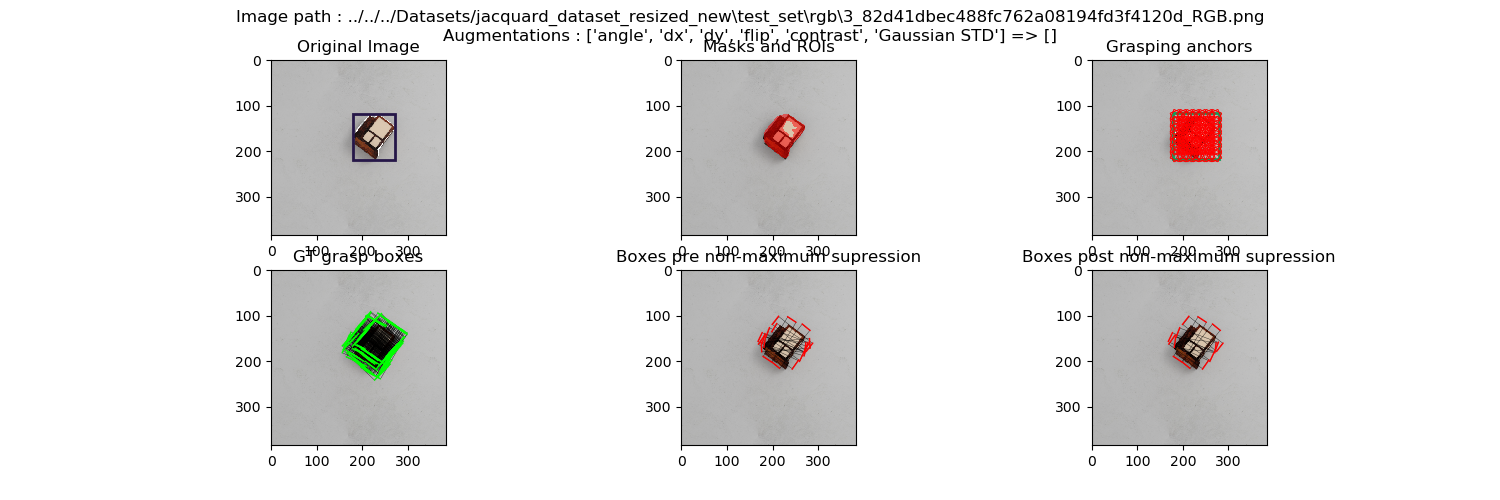 Image path : ../../../Datasets/jacquard_dataset_resized_new\test_set\rgb\3_82d41dbec488fc762a08194fd3f4120d_RGB.png
Augmentations : ['angle', 'dx', 'dy', 'flip', 'contrast', 'Gaussian STD'] => []
Original Image
0
100
200
300
0 100 200 300
Masks and ROIs
0
100
200
300
0 100 200 300
Grasping anchors
0
100
200
300
0 100 200 300
GT grasp boxes
0
100
200
300
0 100 200 300
Boxes pre non-maximum supression
0
100
200
300
0 100 200 300
Boxes post non-maximum supression
0
100
200
300
0 100 200 300